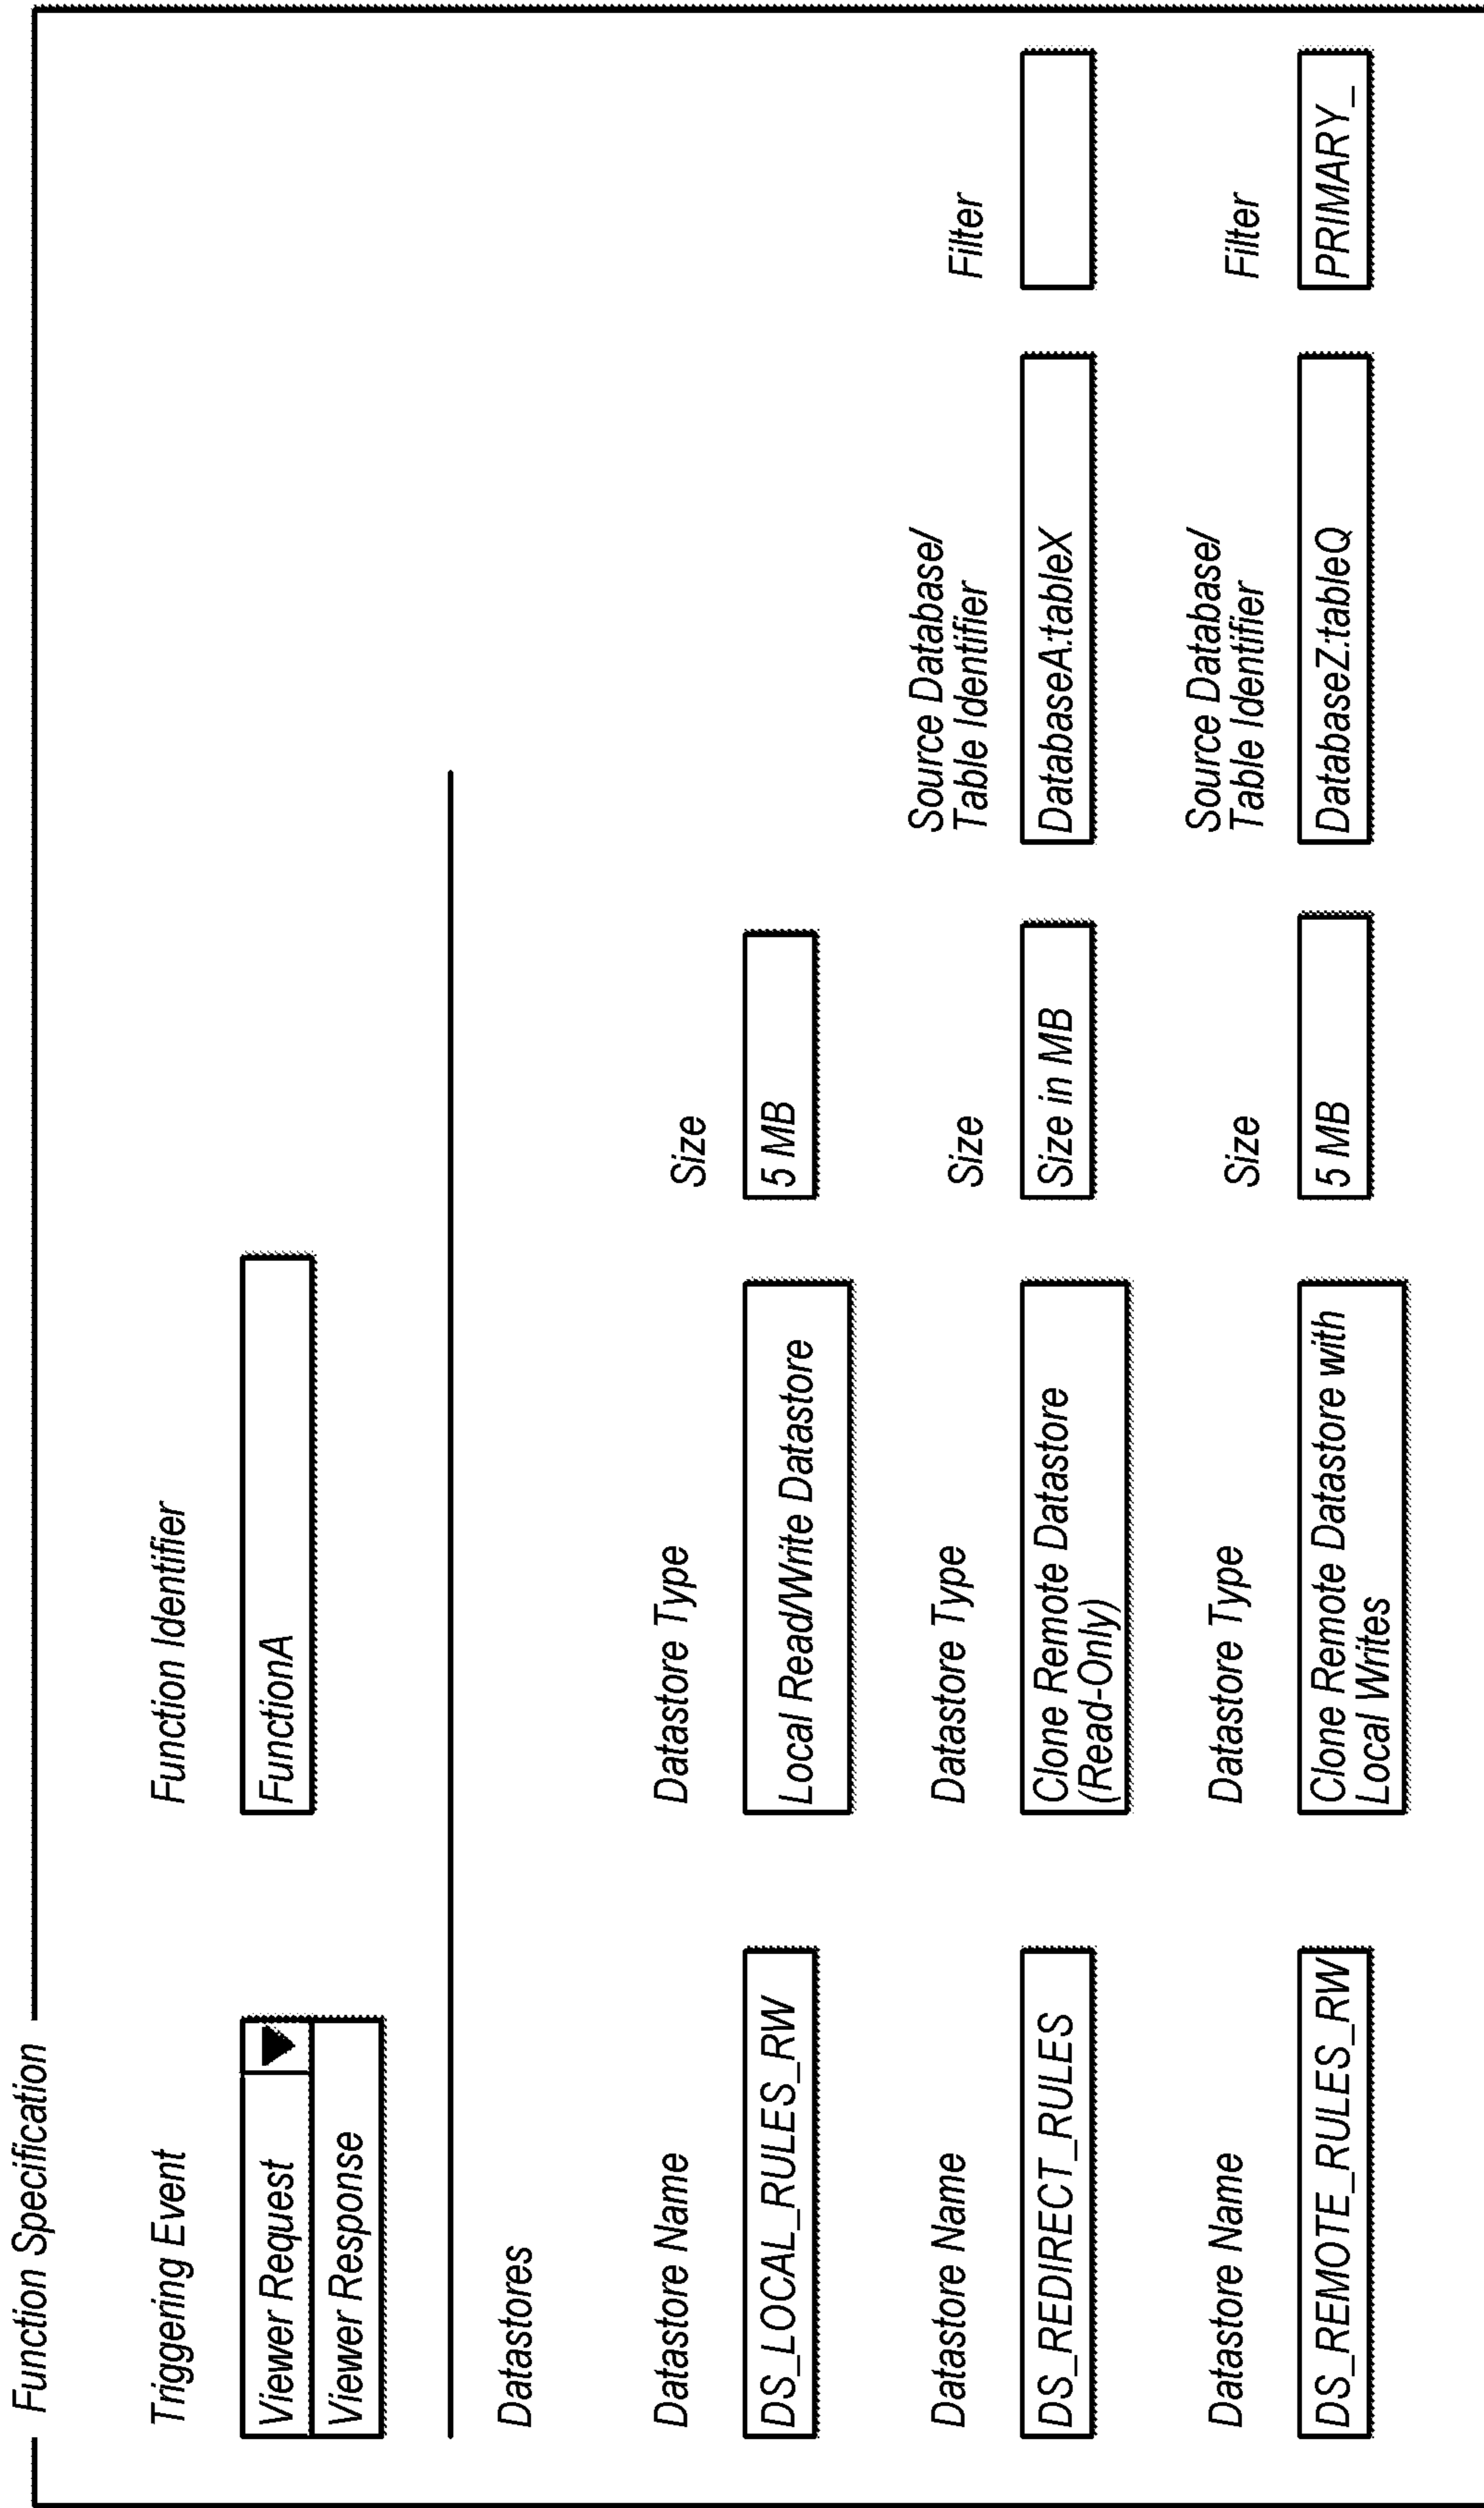 Function Specification
Triggering Event
Function Identifier
Viewer Request
FunctionA
Viewer Response
Datastores
Datastore Name
Datastore Type
Size
DS_LOCAL_RULES_RW
Local Read/Write Datastore
5 MB
Datastore Name
Datastore Type
Size
Source Database/
Table Identifier
Filter
DS_REDIRECT_RULES
Clone Remote Datastore
(Read-Only)
Size in MB
DatabaseA:tableX
Datastore Name
Datastore Type
Size
Source Database/
Table Identifier
Filter
DS_REMOTE_RULES_RW
Clone Remote Datastore with
Local Writes
5 MB
DatabaseZ:tableQ
PRIMARY_